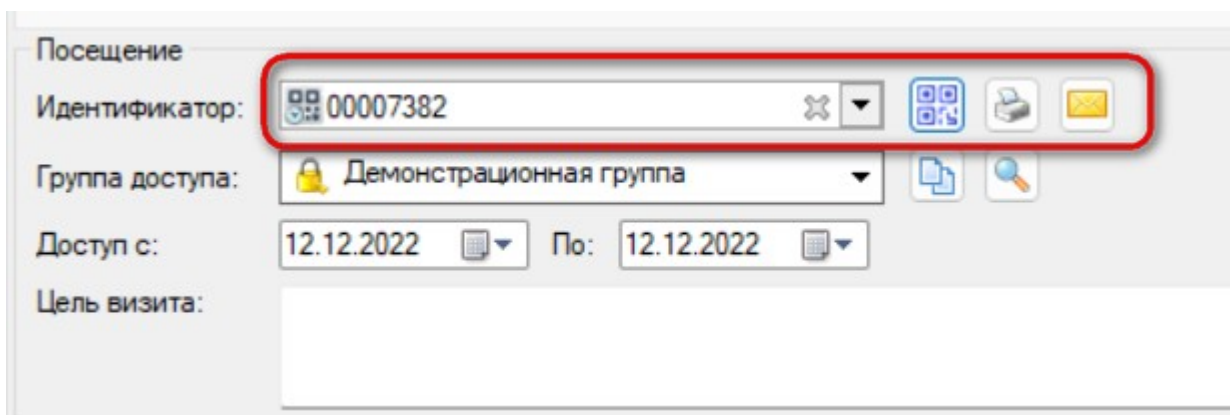 Посещение
Идентификатор: 00007382
Группа доступа: Демонстрационная группа
Доступ с: 12.12.2022 По: 12.12.2022
Цель визита: